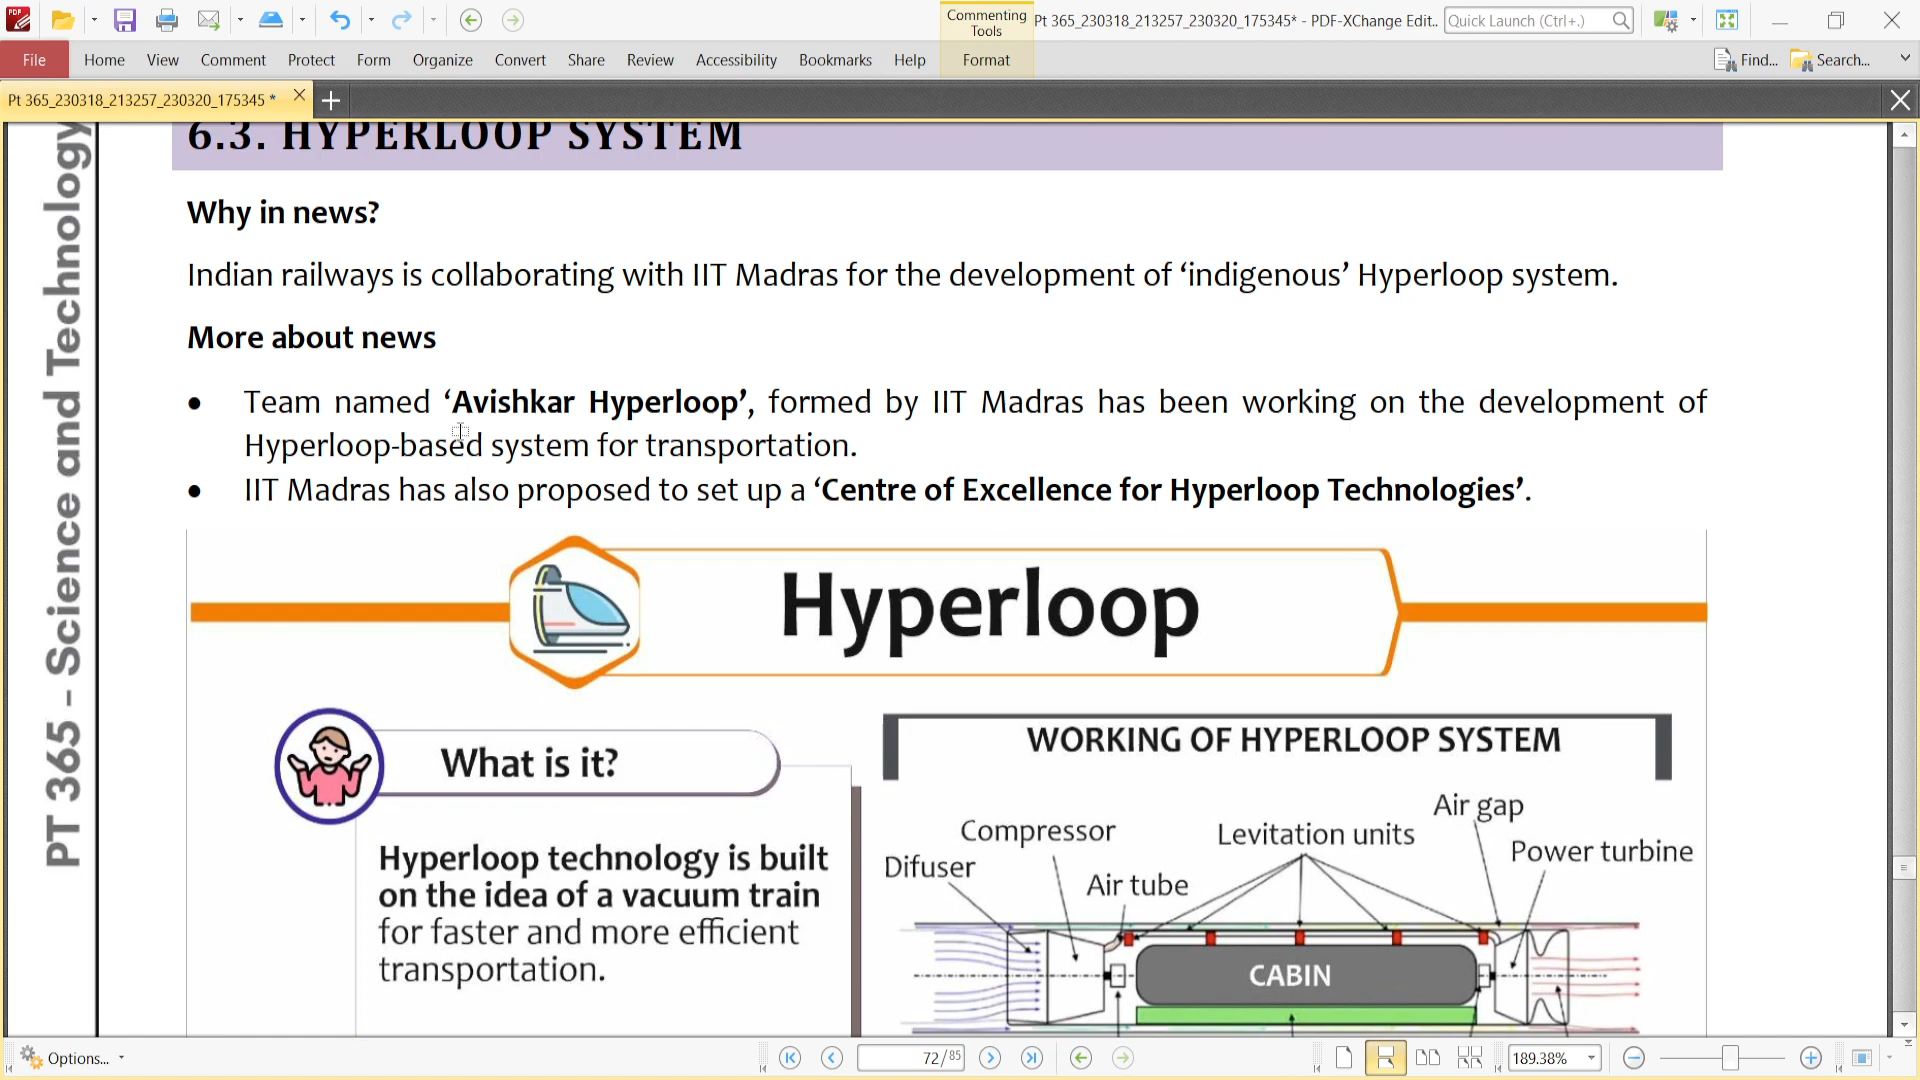 Commenting
Tools
Pt 365_230318_213257_230320_175345* - PDF-XChange Edit..
Quick Launch (Ctrl+.)
File
Home
View
Comment
Protect
Form
Organize
Convert
Share
Review
Accessibility
Bookmarks
Help
Format
Find...
Search...
Pt 365_230318_213257_230320_175345 *
PT 365 - Science and Technology
6.3. HYPERLOOP SYSTEM
Why in news?
Indian railways is collaborating with IIT Madras for the development of ‘indigenous’ Hyperloop system.
More about news
• Team named ‘Avishkar Hyperloop’, formed by IIT Madras has been working on the development of
Hyperloop-based system for transportation.
• IIT Madras has also proposed to set up a ‘Centre of Excellence for Hyperloop Technologies’.
Hyperloop
What is it?
Hyperloop technology is built
on the idea of a vacuum train
for faster and more efficient
transportation.
WORKING OF HYPERLOOP SYSTEM
Air gap
Compressor
Levitation units
Power turbine
Difuser
Air tube
CABIN
Options...
72/85
189.38%